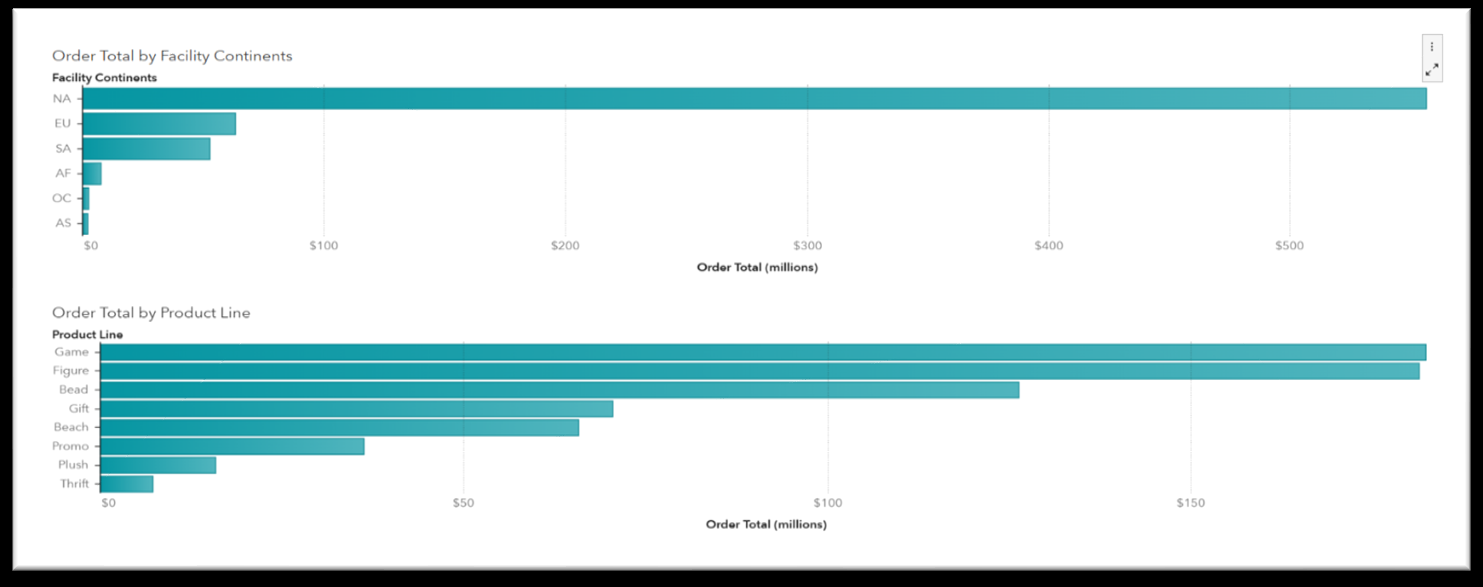 Order Total by Facility Continents
Facility Continents
NA
EU
SA
AF
OC
AS
$0 $100 $200 $300 $400 $500
Order Total (millions)
Order Total by Product Line
Product Line
Game
Figure
Bead
Gift
Beach
Promo
Plush
Thrift
$0 $50 $100 $150
Order Total (millions)